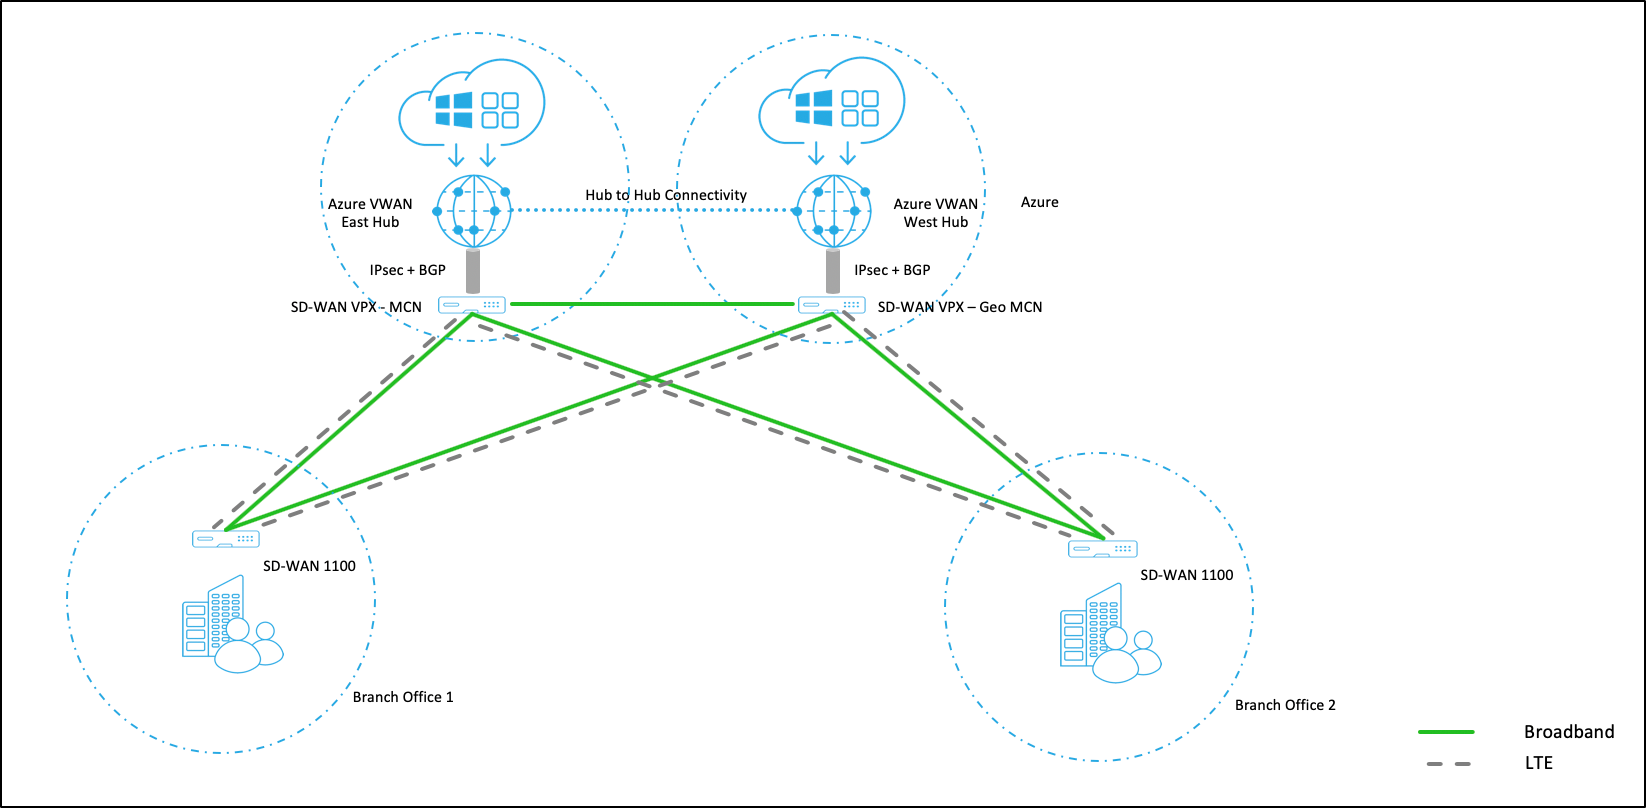 Hub to Hub Connectivity
Azure VWAN
East Hub
Azure VWAN
West Hub
Azure
IPsec + BGP
IPsec + BGP
SD-WAN VPX - MCN
SD-WAN VPX – Geo MCN
SD-WAN 1100
SD-WAN 1100
Branch Office 1
Branch Office 2
Broadband
LTE